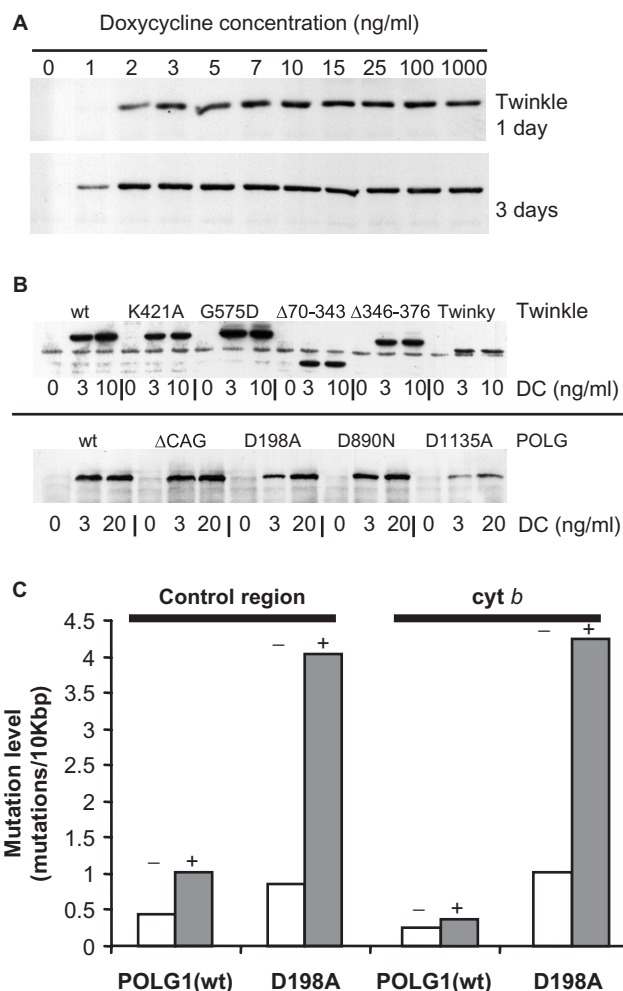 A
Doxycycline concentration (ng/ml)
0 1 2 3 5 7 10 15 25 100 1000
Twinkle
1 day
3 days
B
wt K421A G575D Δ70-343 Δ346-376 Twinky Twinkle
0 3 10 | 0 3 10 | 0 3 10 | 0 3 10 | 0 3 10 | 0 3 10 DC (ng/ml)
wt ΔCAG D198A D890N D1135A POLG
0 3 20 | 0 3 20 | 0 3 20 | 0 3 20 | 0 3 20 DC (ng/ml)
C
Control region cyt b
Mutation level
(mutations/10Kbp)
4.5
4
3.5
3
2.5
2
1.5
1
0.5
0
– + – + – + – +
POLG1(wt) D198A POLG1(wt) D198A